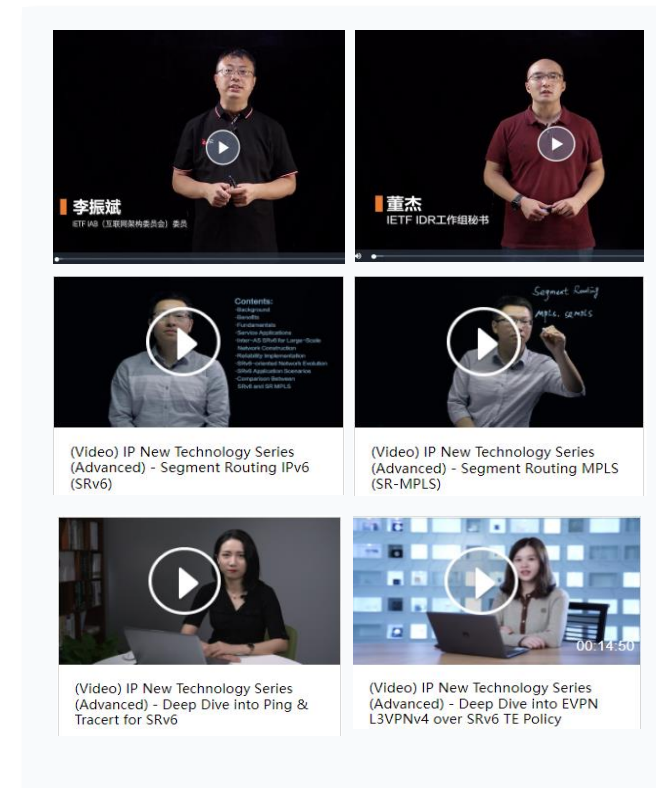 李振斌
IETF IAB（互联网架构委员会）委员
董杰
IETF IDR工作组秘书
Contents:
-Background
-Benefits
-Fundamentals
-Service Applications
-Inter-AS SRv6 for Large-Scale
Network Construction
-Reliability Implementation
-SRv6-oriented Network Evolution
-SRv6 Application Scenarios
-Comparison Between
SRv6 and SR MPLS
Segment Routing
MPLS.
(Video) IP New Technology Series
(Advanced) - Segment Routing IPv6
(SRv6)
(Video) IP New Technology Series
(Advanced) - Segment Routing MPLS
(SR-MPLS)
00:14:50
(Video) IP New Technology Series
(Advanced) - Deep Dive into Ping &
Tracert for SRv6
(Video) IP New Technology Series
(Advanced) - Deep Dive into EVPN
L3VPNv4 over SRv6 TE Policy